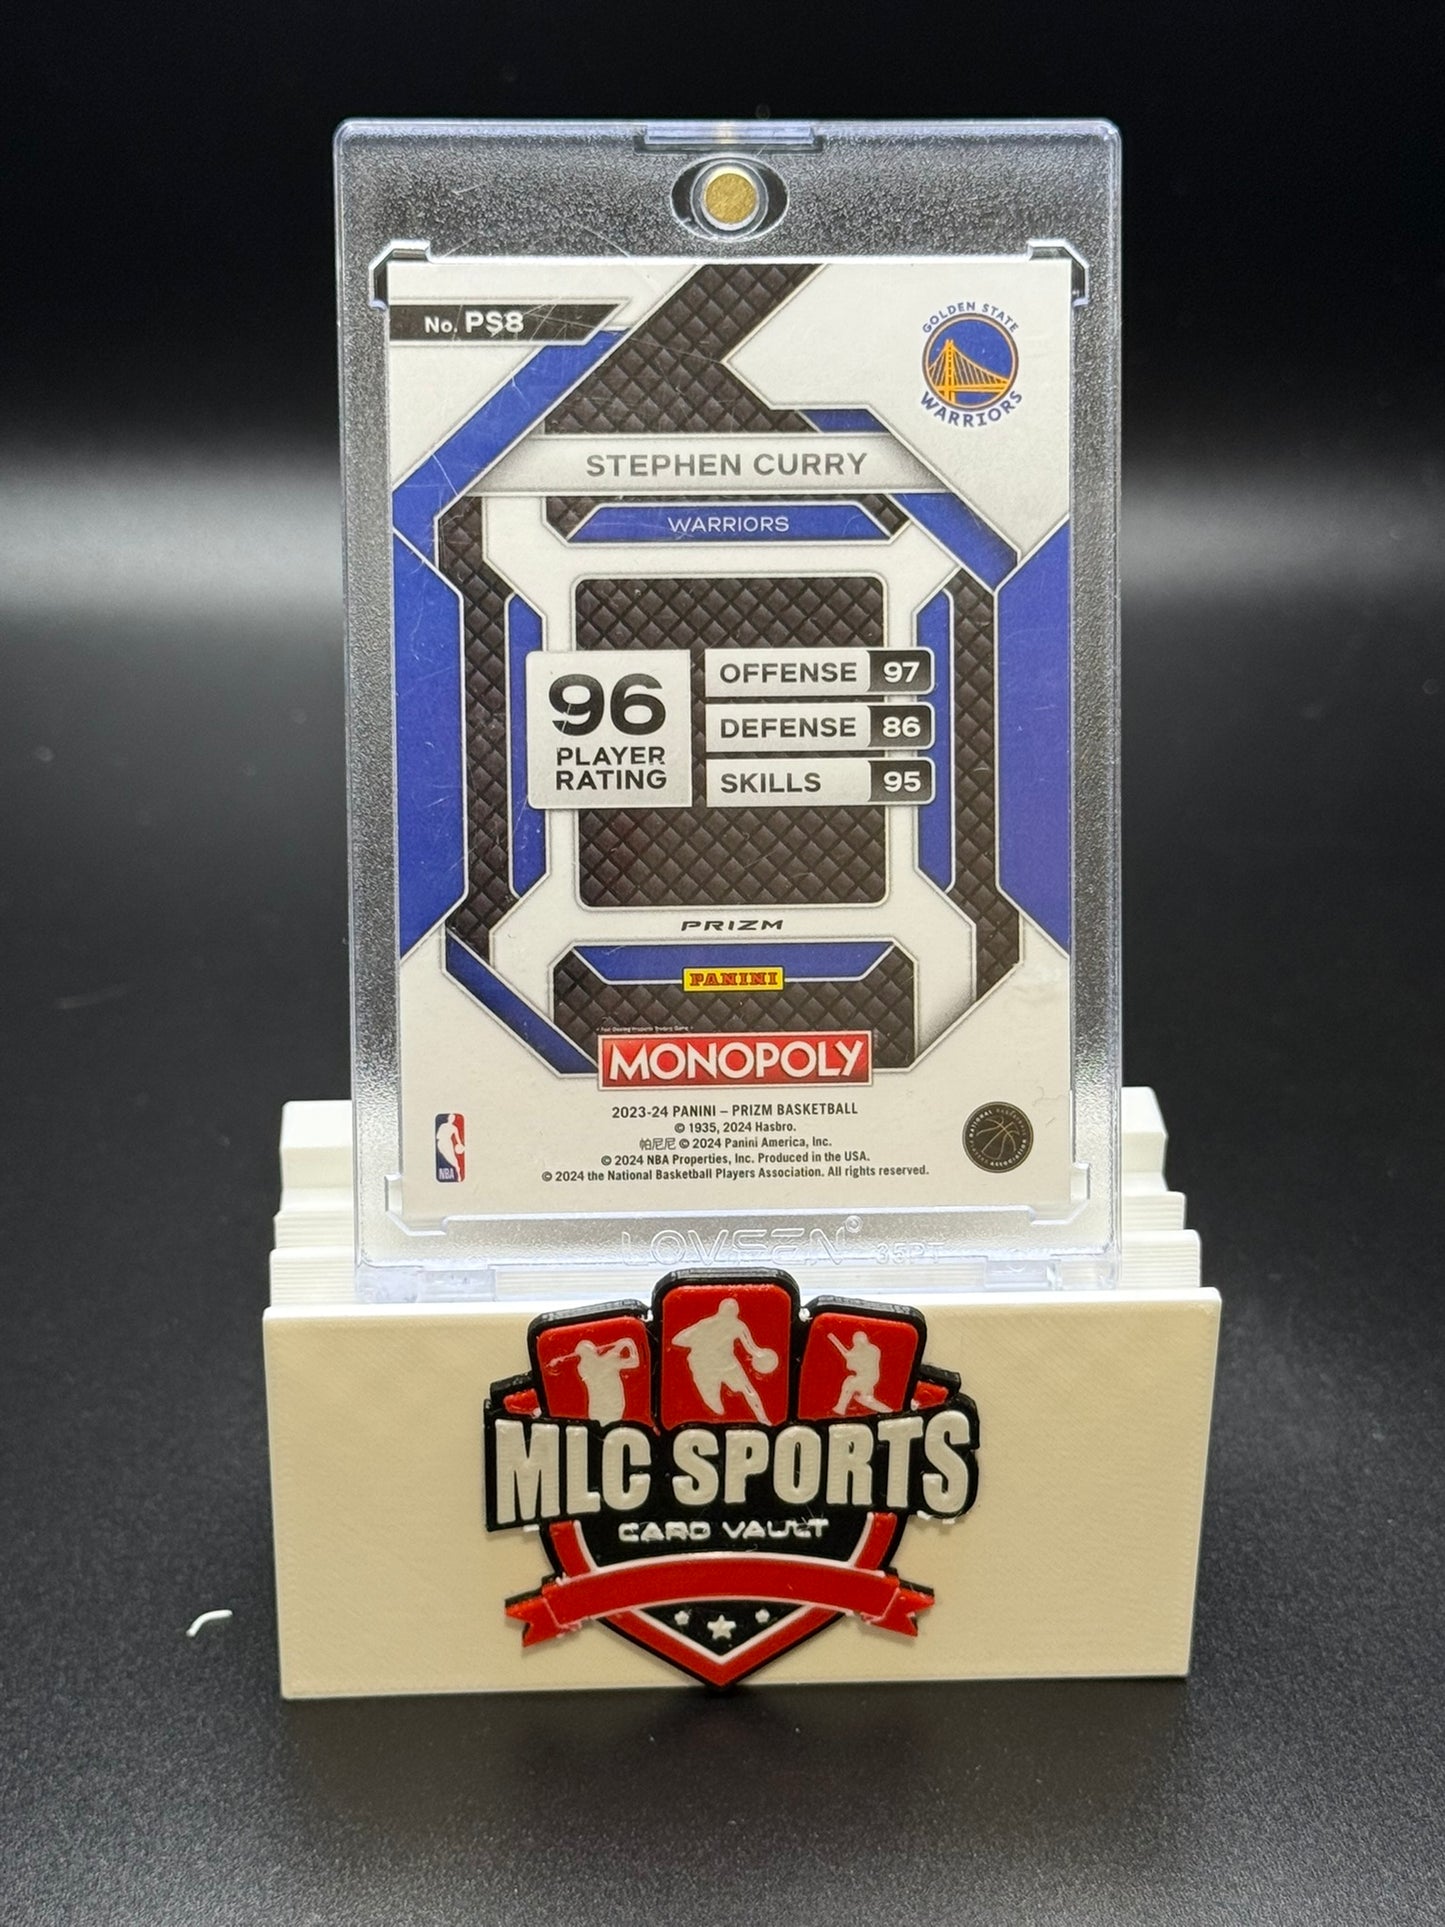 No. PS8
GOLDEN STATE
WARRIORS
STEPHEN CURRY
WARRIORS
96
PLAYER
RATING
OFFENSE 97
DEFENSE 86
SKILLS 95
PRIZM
PANINI
MONOPOLY
2023-24 PANINI – PRIZM BASKETBALL
© 1935, 2024 Hasbro.
帕尼尼 © 2024 Panini America, Inc.
© 2024 NBA Properties, Inc. Produced in the USA.
© 2024 the National Basketball Players Association. All rights reserved.
NBA
LOVSEN® 35PT
MLC SPORTS
CARD VAULT